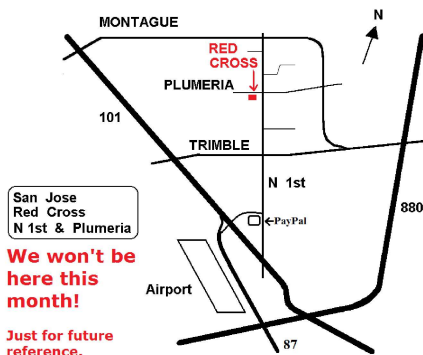 MONTAGUE
N
RED
CROSS
PLUMERIA
101
TRIMBLE
N 1st
880
San Jose
Red Cross
N 1st & Plumeria
PayPal
We won't be
here this
month!
Airport
Just for future
reference.
87